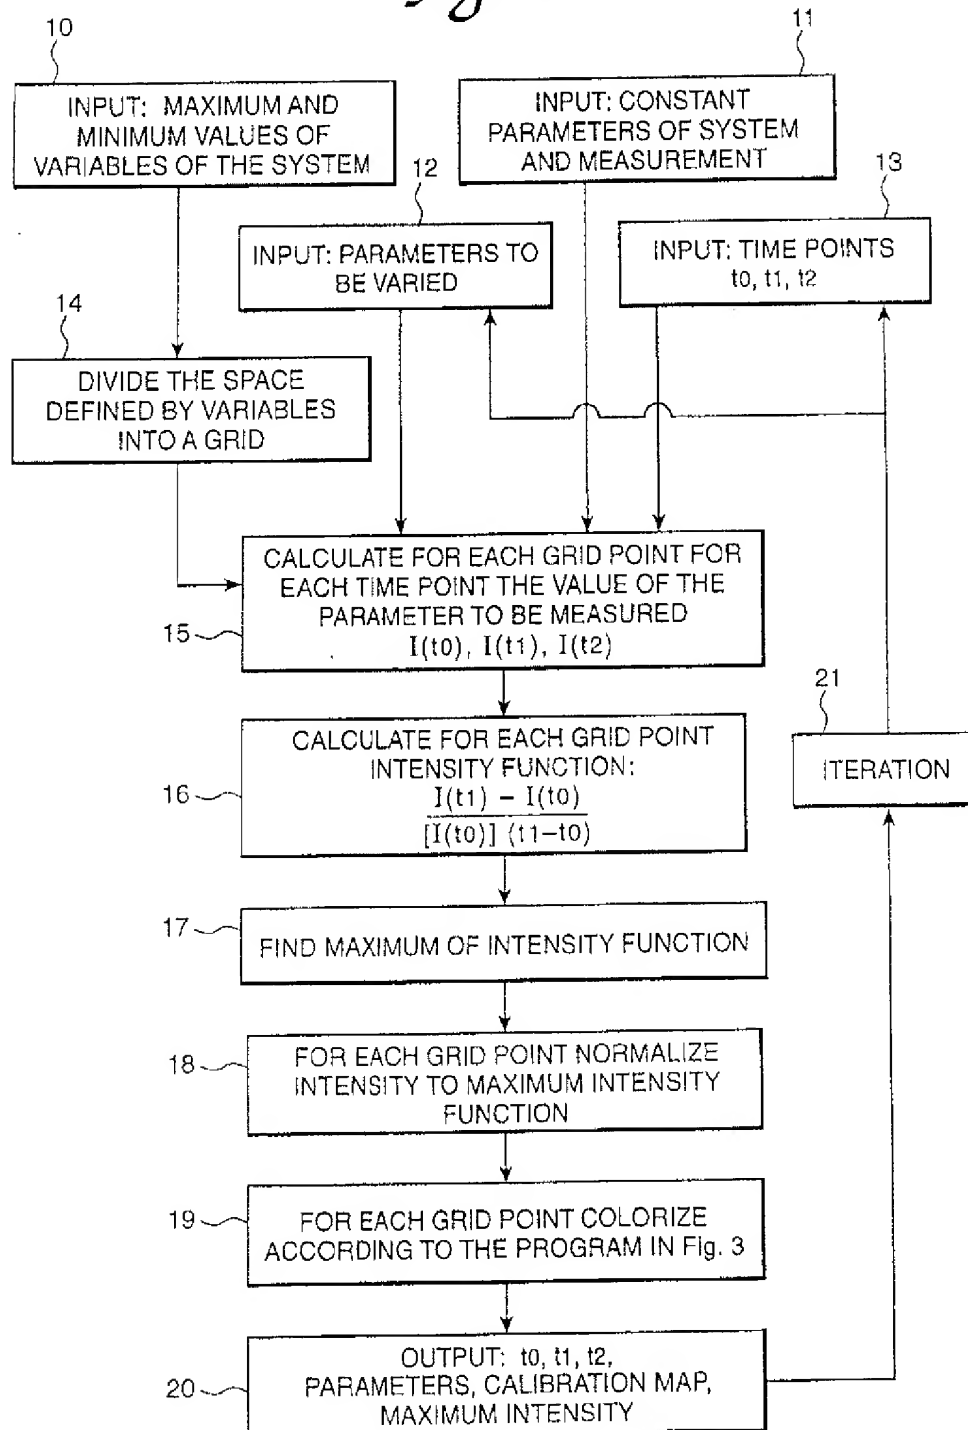 10
11
INPUT: MAXIMUM AND
MINIMUM VALUES OF
VARIABLES OF THE SYSTEM
INPUT: CONSTANT
PARAMETERS OF SYSTEM
AND MEASUREMENT
12
13
INPUT: PARAMETERS TO
BE VARIED
INPUT: TIME POINTS
t0, t1, t2
14
DIVIDE THE SPACE
DEFINED BY VARIABLES
INTO A GRID
15
CALCULATE FOR EACH GRID POINT FOR
EACH TIME POINT THE VALUE OF THE
PARAMETER TO BE MEASURED
I(t0), I(t1), I(t2)
16
CALCULATE FOR EACH GRID POINT
INTENSITY FUNCTION:
I(t1) – I(t0)
[I(t0)] (t1–t0)
21
ITERATION
17
FIND MAXIMUM OF INTENSITY FUNCTION
18
FOR EACH GRID POINT NORMALIZE
INTENSITY TO MAXIMUM INTENSITY
FUNCTION
19
FOR EACH GRID POINT COLORIZE
ACCORDING TO THE PROGRAM IN Fig. 3
20
OUTPUT: t0, t1, t2,
PARAMETERS, CALIBRATION MAP,
MAXIMUM INTENSITY